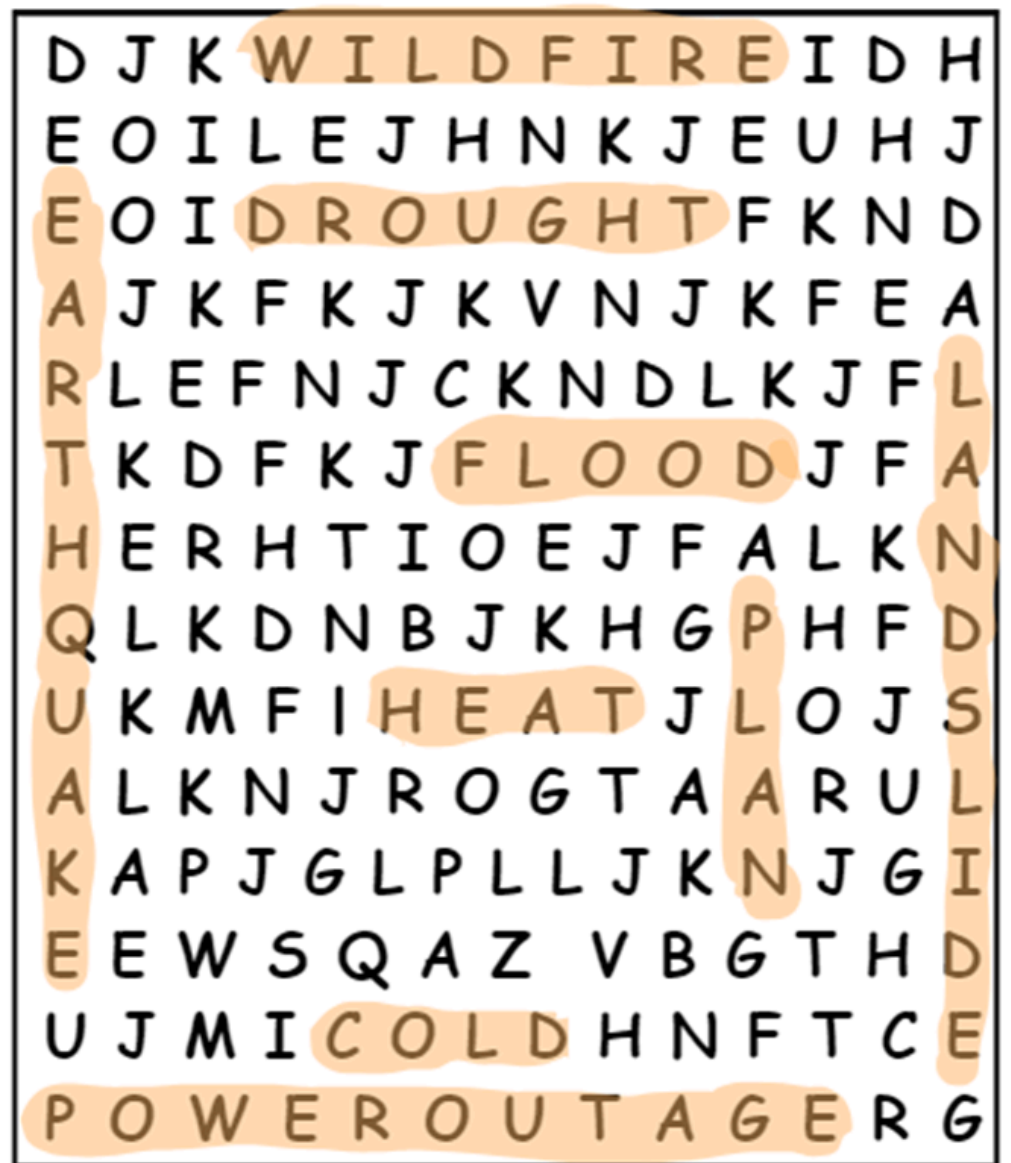 D J K W I L D F I R E I D H
E O I L E J H N K J E U H J
E O I D R O U G H T F K N D
A J K F K J K V N J K F E A
R L E F N J C K N D L K J F L
T K D F K J F L O O D J F A
H E R H T I O E J F A L K N
Q L K D N B J K H G P H F D
U K M F I H E A T J L O J S
A L K N J R O G T A A R U L
K A P J G L P L L J K N J G I
E E W S Q A Z V B G T H D
U J M I C O L D H N F T C E
P O W E R O U T A G E R G